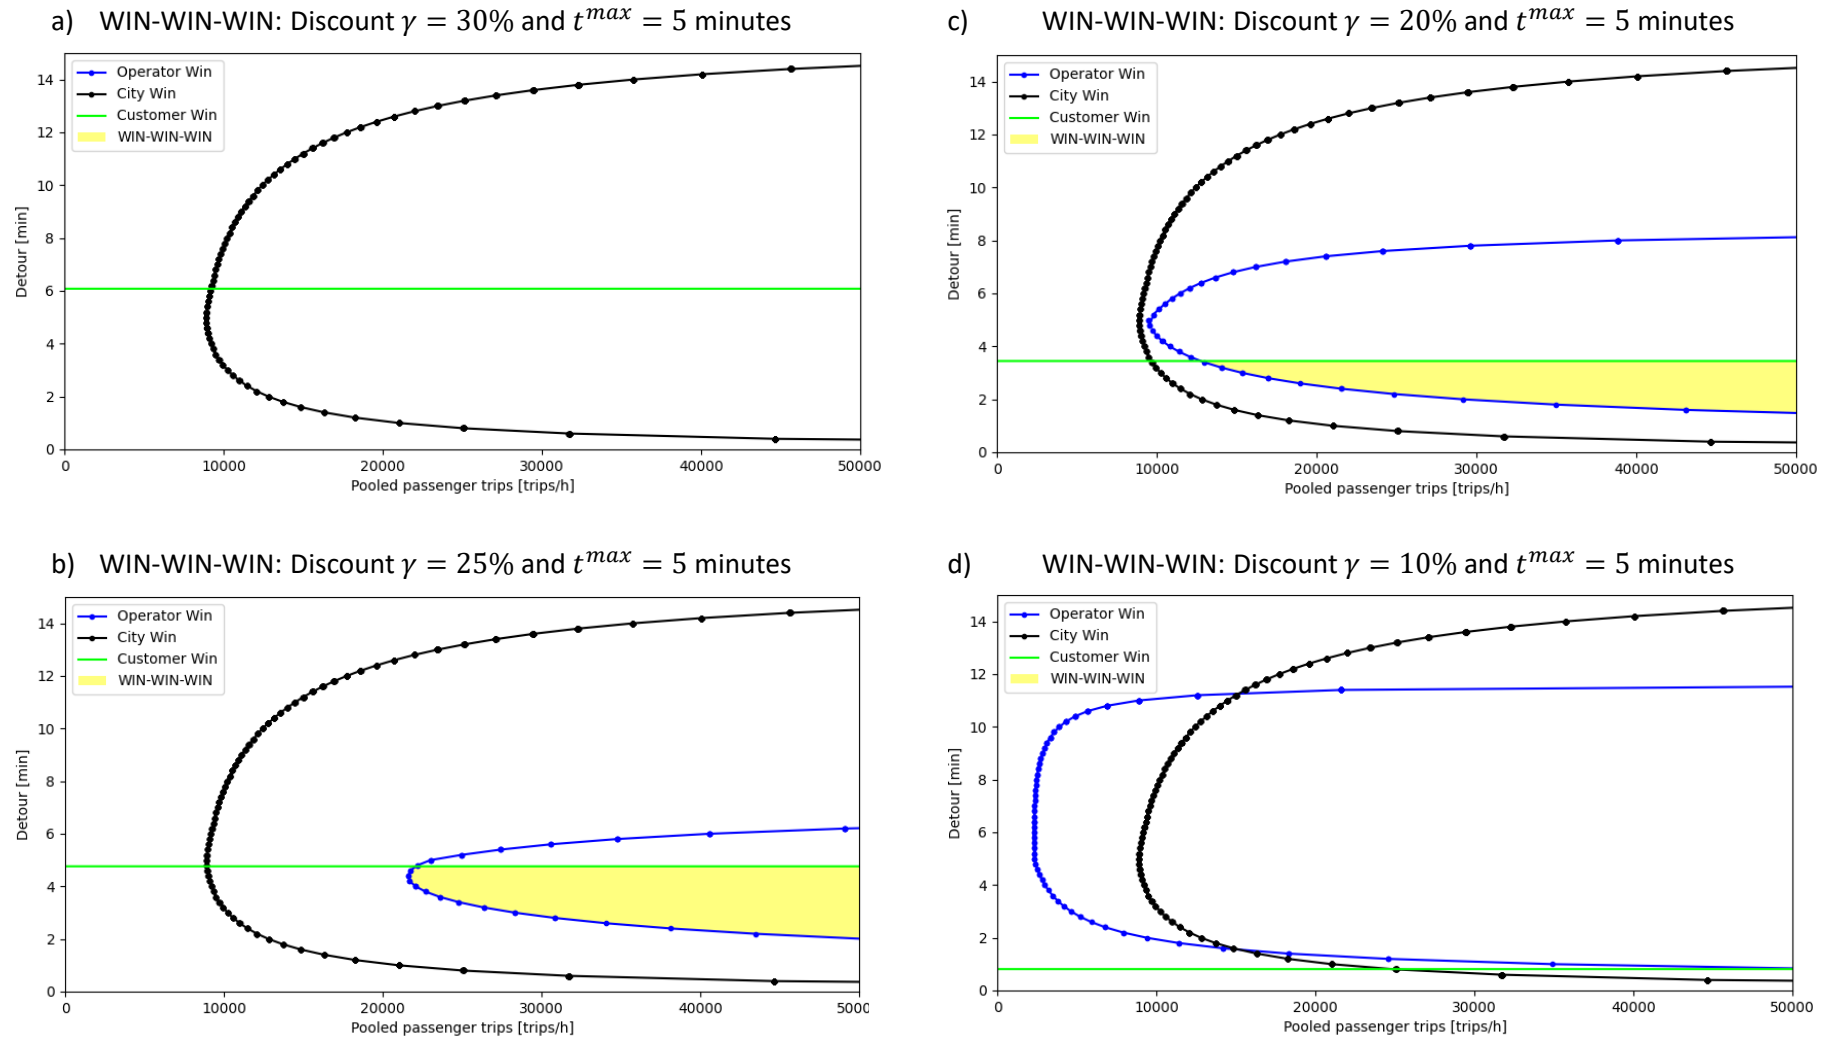 a) WIN-WIN-WIN: Discount γ = 30% and t^max = 5 minutes
Operator Win
City Win
Customer Win
WIN-WIN-WIN
14
12
10
8
6
4
2
0
Detour [min]
0 10000 20000 30000 40000 50000
Pooled passenger trips [trips/h]
c) WIN-WIN-WIN: Discount γ = 20% and t^max = 5 minutes
Operator Win
City Win
Customer Win
WIN-WIN-WIN
14
12
10
8
6
4
2
0
Detour [min]
0 10000 20000 30000 40000 50000
Pooled passenger trips [trips/h]
b) WIN-WIN-WIN: Discount γ = 25% and t^max = 5 minutes
Operator Win
City Win
Customer Win
WIN-WIN-WIN
14
12
10
8
6
4
2
0
Detour [min]
0 10000 20000 30000 40000 50000
Pooled passenger trips [trips/h]
d) WIN-WIN-WIN: Discount γ = 10% and t^max = 5 minutes
Operator Win
City Win
Customer Win
WIN-WIN-WIN
14
12
10
8
6
4
2
0
Detour [min]
0 10000 20000 30000 40000 50000
Pooled passenger trips [trips/h]